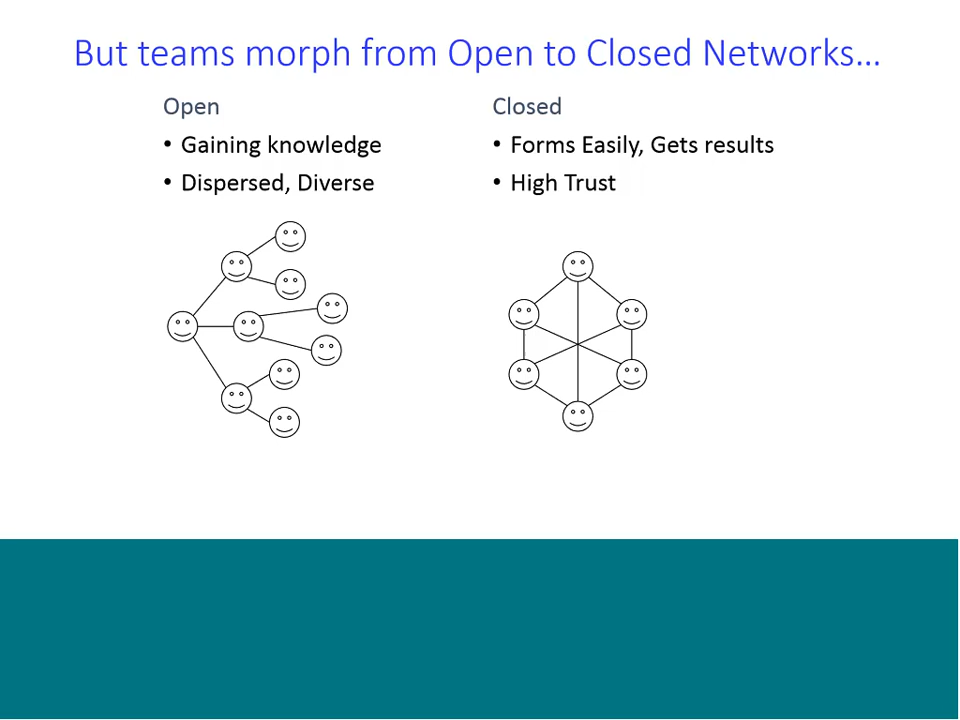 But teams morph from Open to Closed Networks...
Open
• Gaining knowledge
• Dispersed, Diverse
Closed
• Forms Easily, Gets results
• High Trust